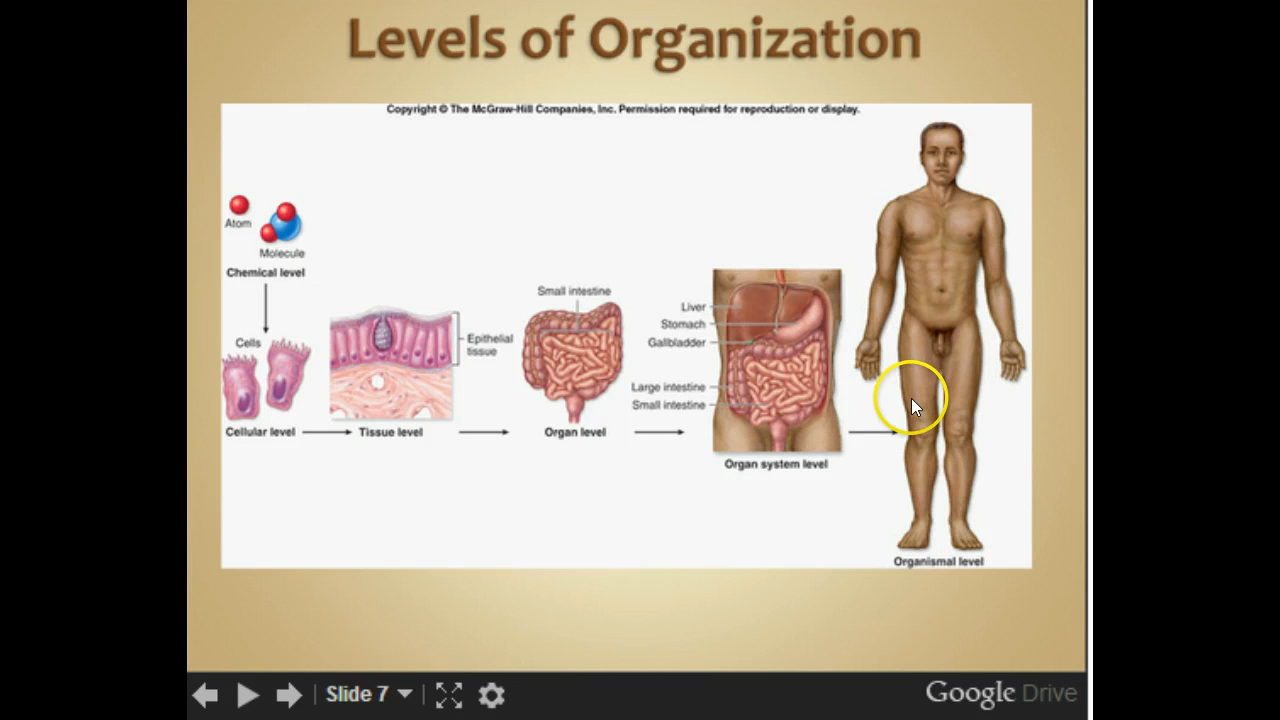 Levels of Organization
Copyright © The McGraw-Hill Companies, Inc. Permission required for reproduction or display.
Atom
Molecule
Chemical level
Cells
Cellular level
Epithelial
tissue
Tissue level
Small intestine
Organ level
Liver
Stomach
Gallbladder
Large intestine
Small intestine
Organ system level
Organismal level
Slide 7
Google Drive